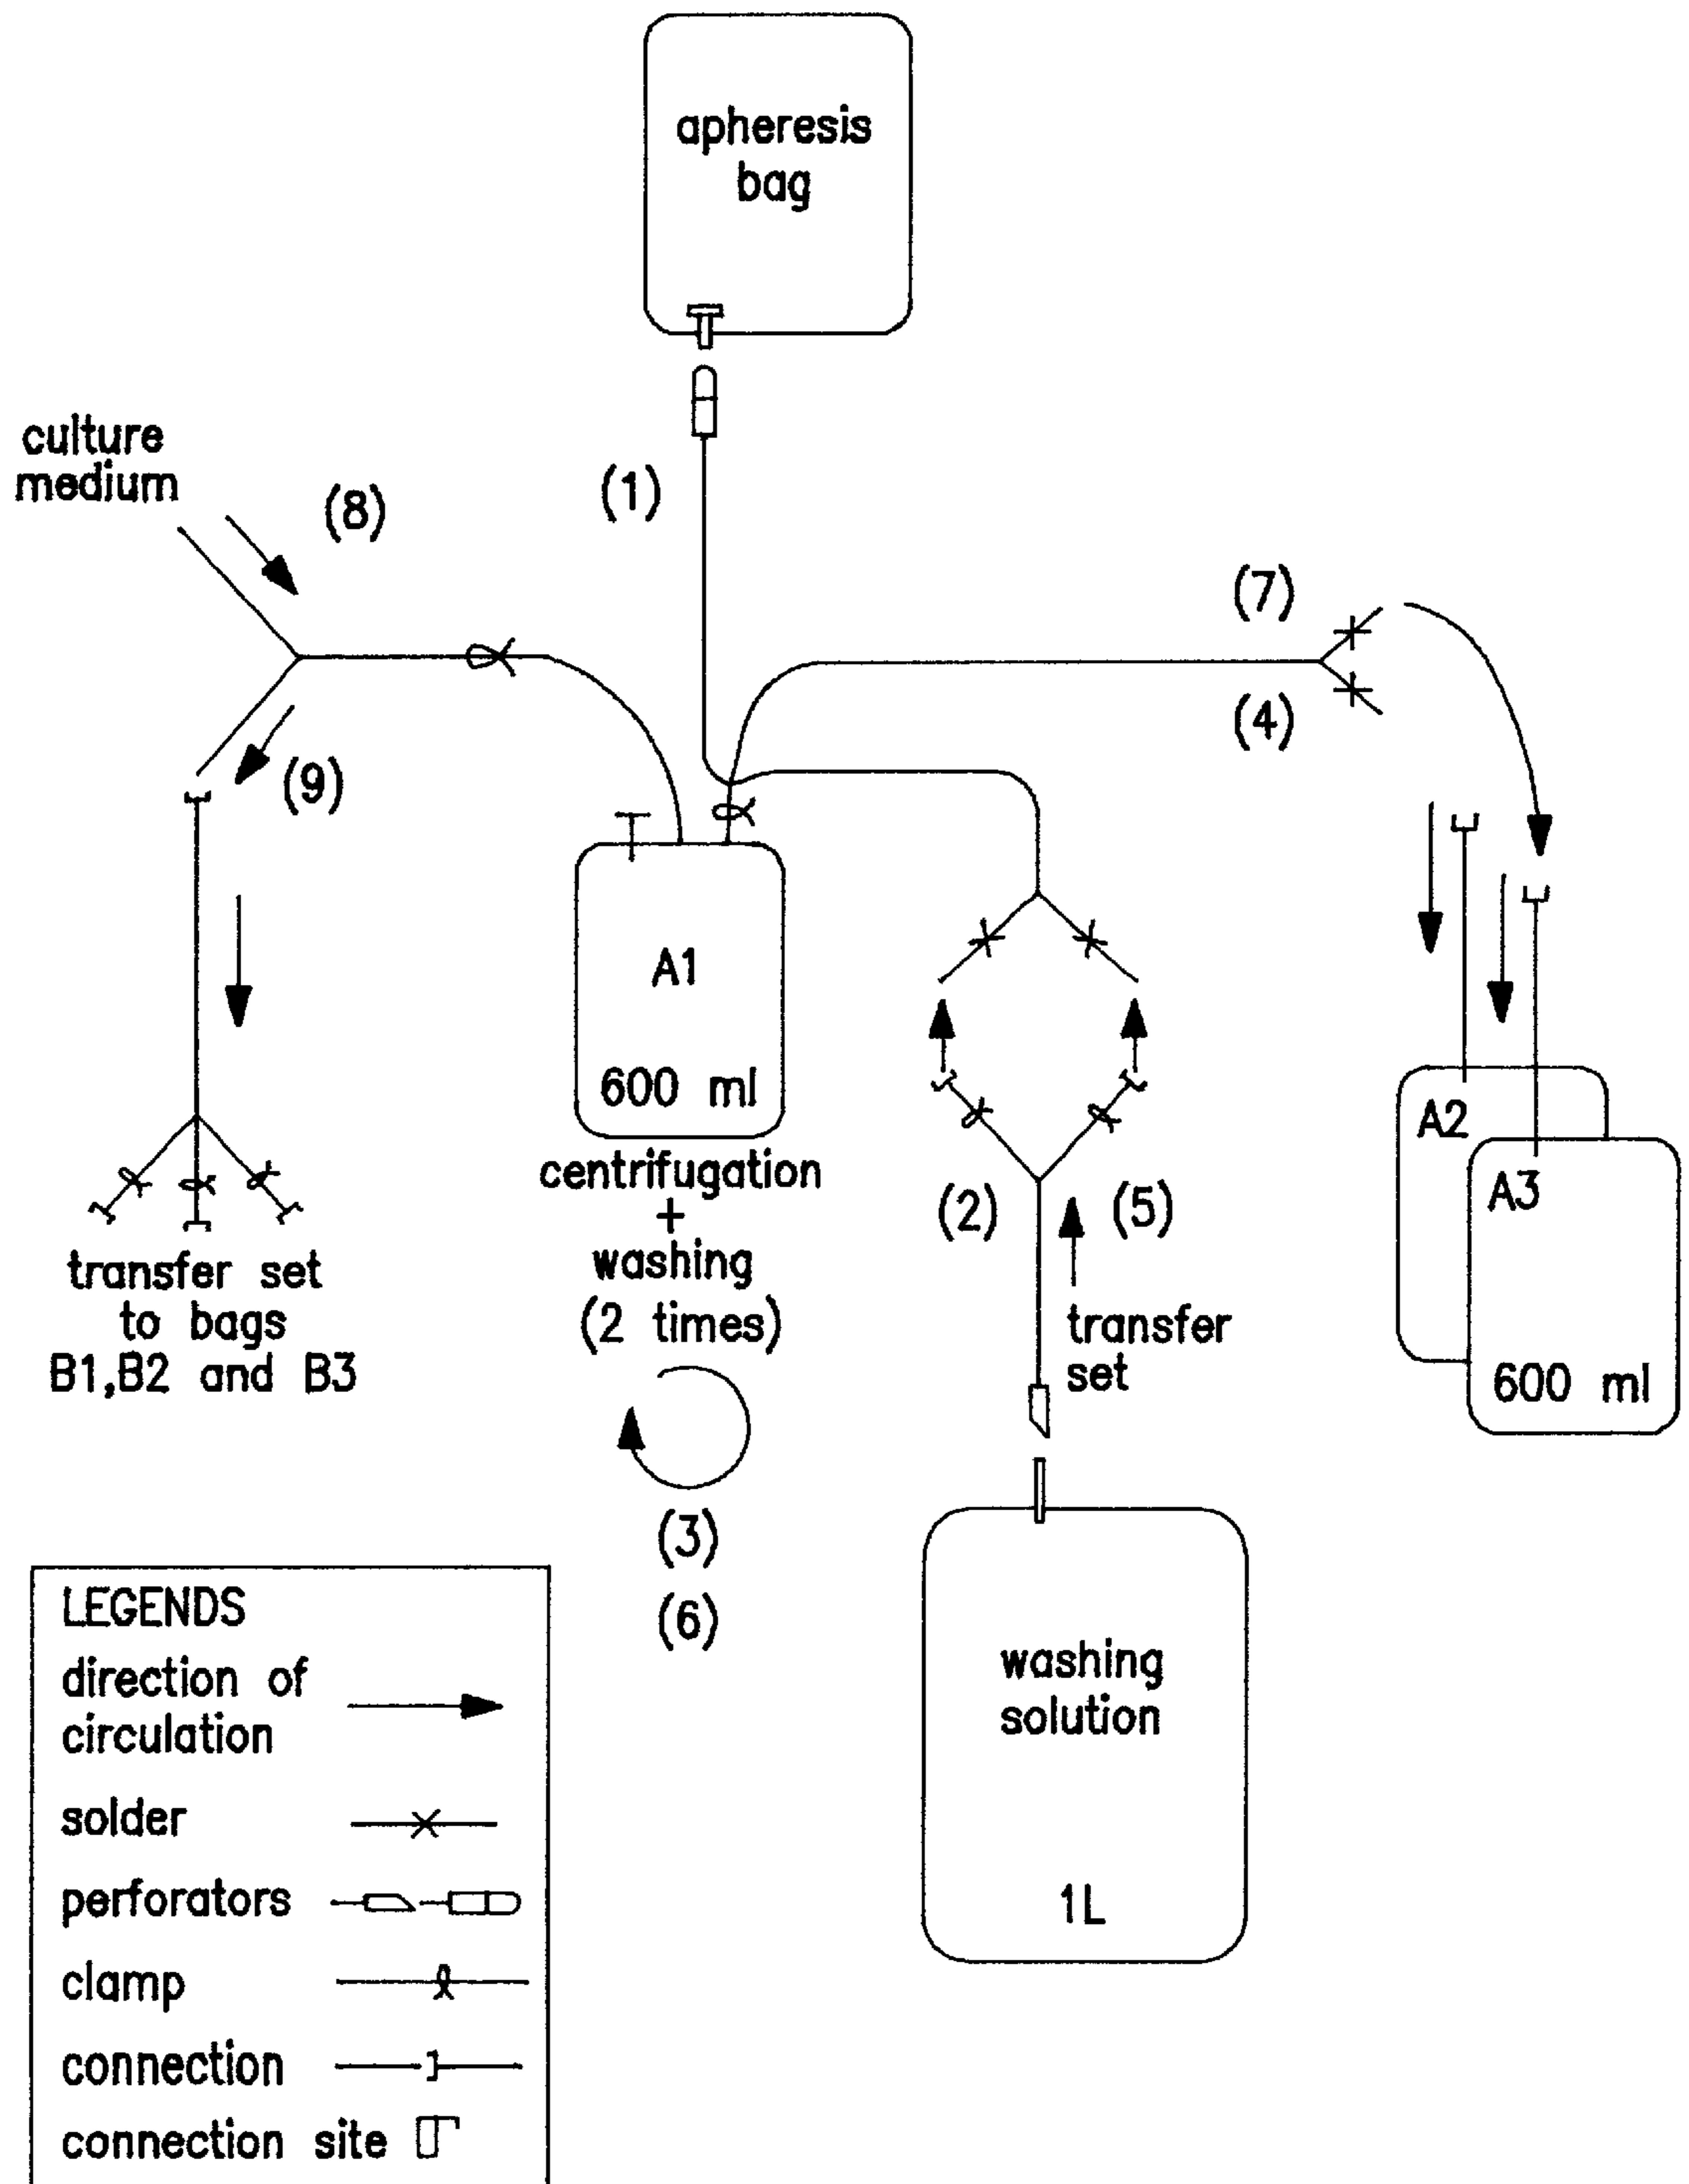 apheresis
bag
culture
medium
(8)
(1)
(7)
(4)
(9)
A1
600 ml
centrifugation
+
washing
(2 times)
(3)
(6)
(2)
(5)
transfer
set
A2
A3
600 ml
transfer set
to bags
B1,B2 and B3
washing
solution
1L
LEGENDS
direction of
circulation
solder
perforators
clamp
connection
connection site